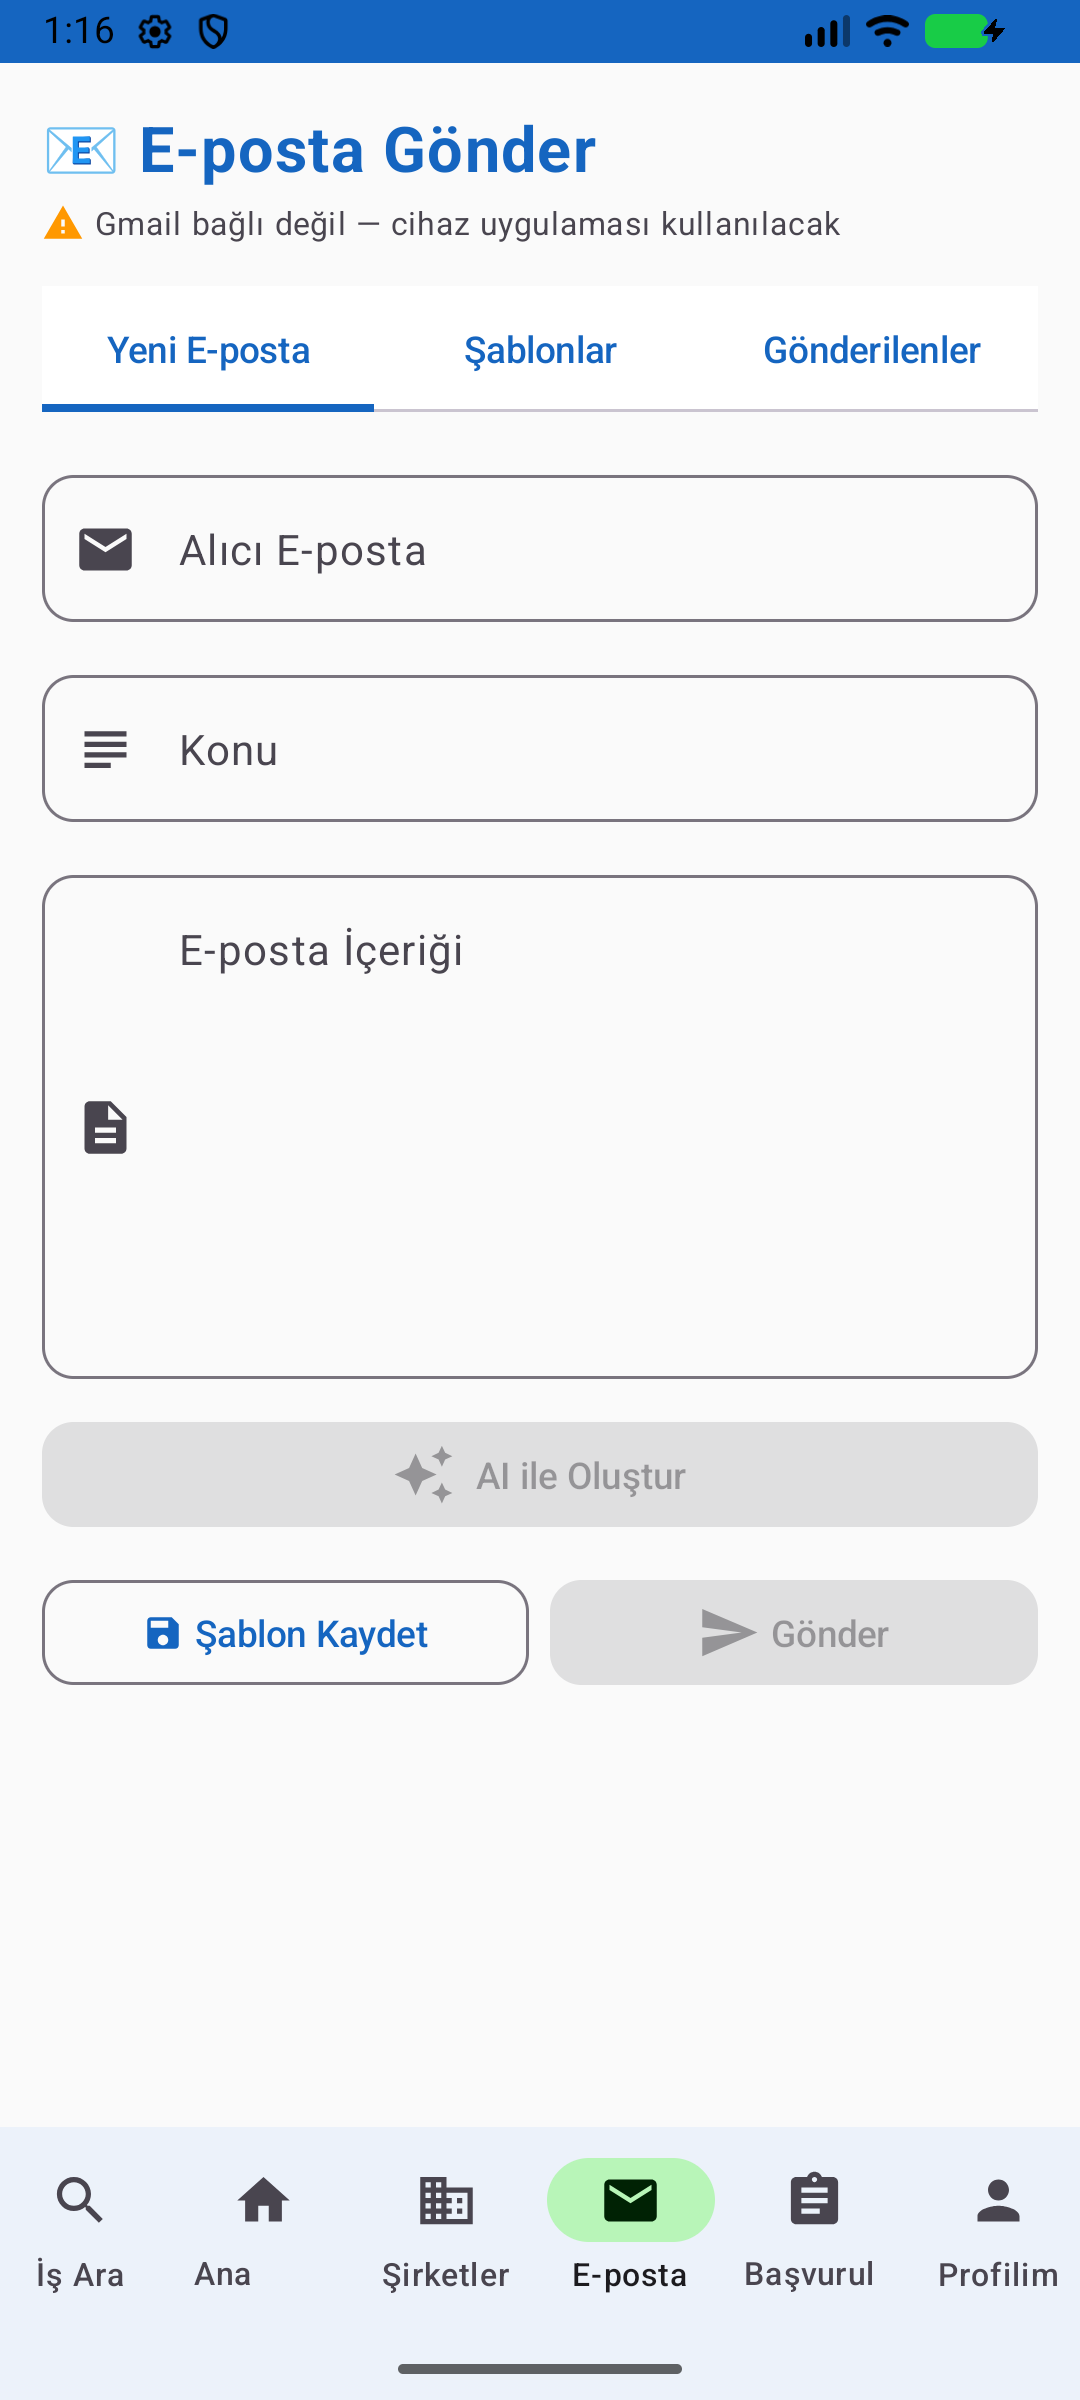 1:16
E-posta Gönder
Gmail bağlı değil — cihaz uygulaması kullanılacak
Yeni E-posta
Şablonlar
Gönderilenler
Alıcı E-posta
Konu
E-posta İçeriği
AI ile Oluştur
Şablon Kaydet
Gönder
İş Ara
Ana
Şirketler
E-posta
Başvurul
Profilim